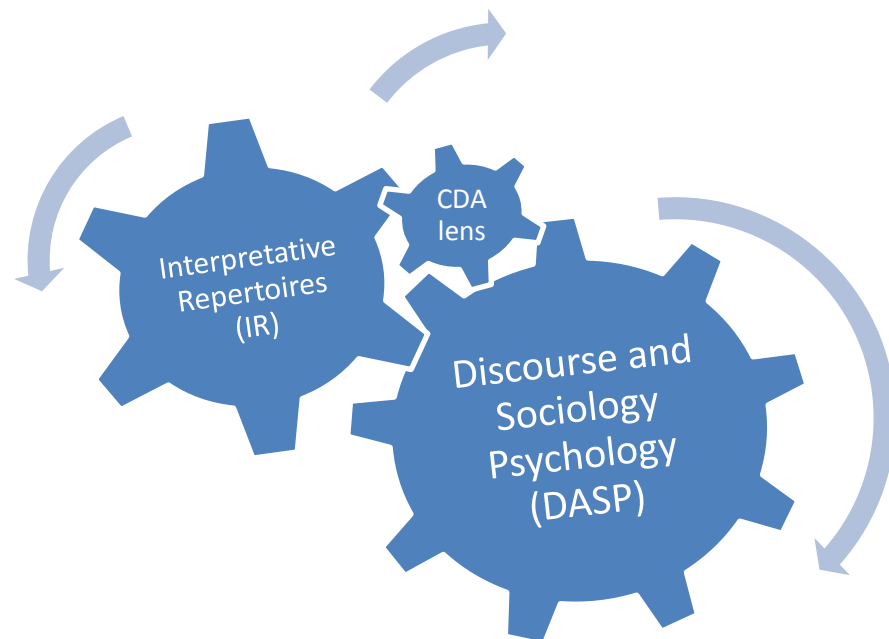 Interpretative
Repertoires
(IR)
CDA
lens
Discourse and
Sociology
Psychology
(DASP)